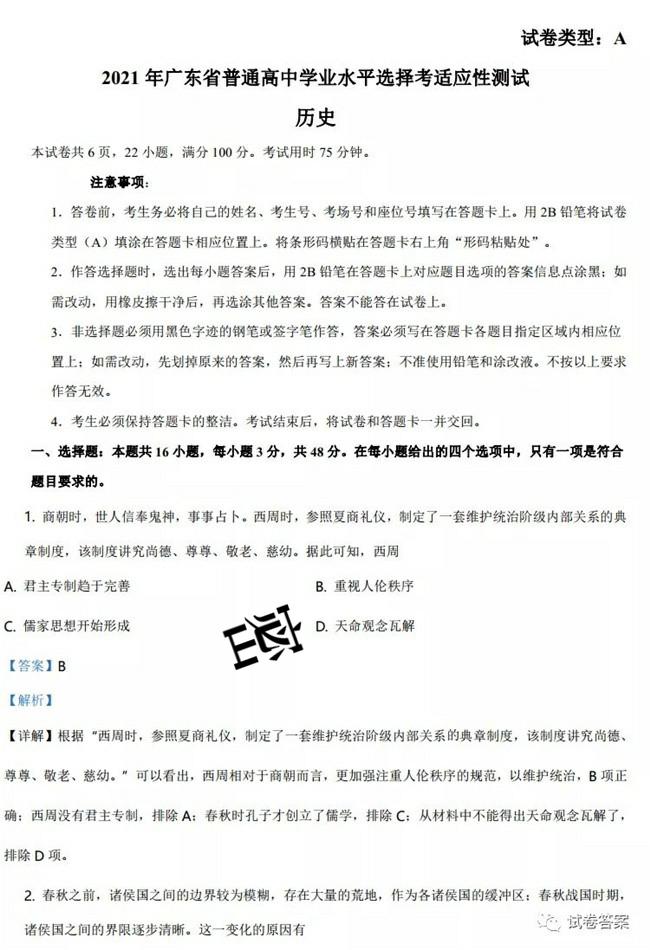 试卷类型：A
2021 年广东省普通高中学业水平选择考适应性测试
历史
本试卷共 6 页，22 小题，满分 100 分。考试用时 75 分钟。
注意事项：
1．答卷前，考生务必将自己的姓名、考生号、考场号和座位号填写在答题卡上。用 2B 铅笔将试卷
类型（A）填涂在答题卡相应位置上。将条形码横贴在答题卡右上角“形码粘贴处”。
2．作答选择题时，选出每小题答案后，用 2B 铅笔在答题卡上对应题目选项的答案信息点涂黑；如
需改动，用橡皮擦干净后，再选涂其他答案。答案不能答在试卷上。
3．非选择题必须用黑色字迹的钢笔或签字笔作答，答案必须写在答题卡各题目指定区域内相应位
置上；如需改动，先划掉原来的答案，然后再写上新答案；不准使用铅笔和涂改液。不按以上要求
作答无效。
4．考生必须保持答题卡的整洁。考试结束后，将试卷和答题卡一并交回。
一、选择题：本题共 16 小题，每小题 3 分，共 48 分。在每小题给出的四个选项中，只有一项是符合
题目要求的。
1. 商朝时，世人信奉鬼神，事事占卜。西周时，参照夏商礼仪，制定了一套维护统治阶级内部关系的典
章制度，该制度讲究尚德、尊尊、敬老、慈幼。据此可知，西周
A. 君主专制趋于完善 B. 重视人伦秩序
C. 儒家思想开始形成 D. 天命观念瓦解
【答案】B
【解析】
【详解】根据“西周时，参照夏商礼仪，制定了一套维护统治阶级内部关系的典章制度，该制度讲究尚德、
尊尊、敬老、慈幼。”可以看出，西周相对于商朝而言，更加强注重人伦秩序的规范，以维护统治，B 项正
确；西周没有君主专制，排除 A；春秋时孔子才创立了儒学，排除 C；从材料中不能得出天命观念瓦解了，
排除 D 项。
2. 春秋之前，诸侯国之间的边界较为模糊，存在大量的荒地，作为各诸侯国的缓冲区；春秋战国时期，
诸侯国之间的界限逐步清晰。这一变化的原因有
试卷答案